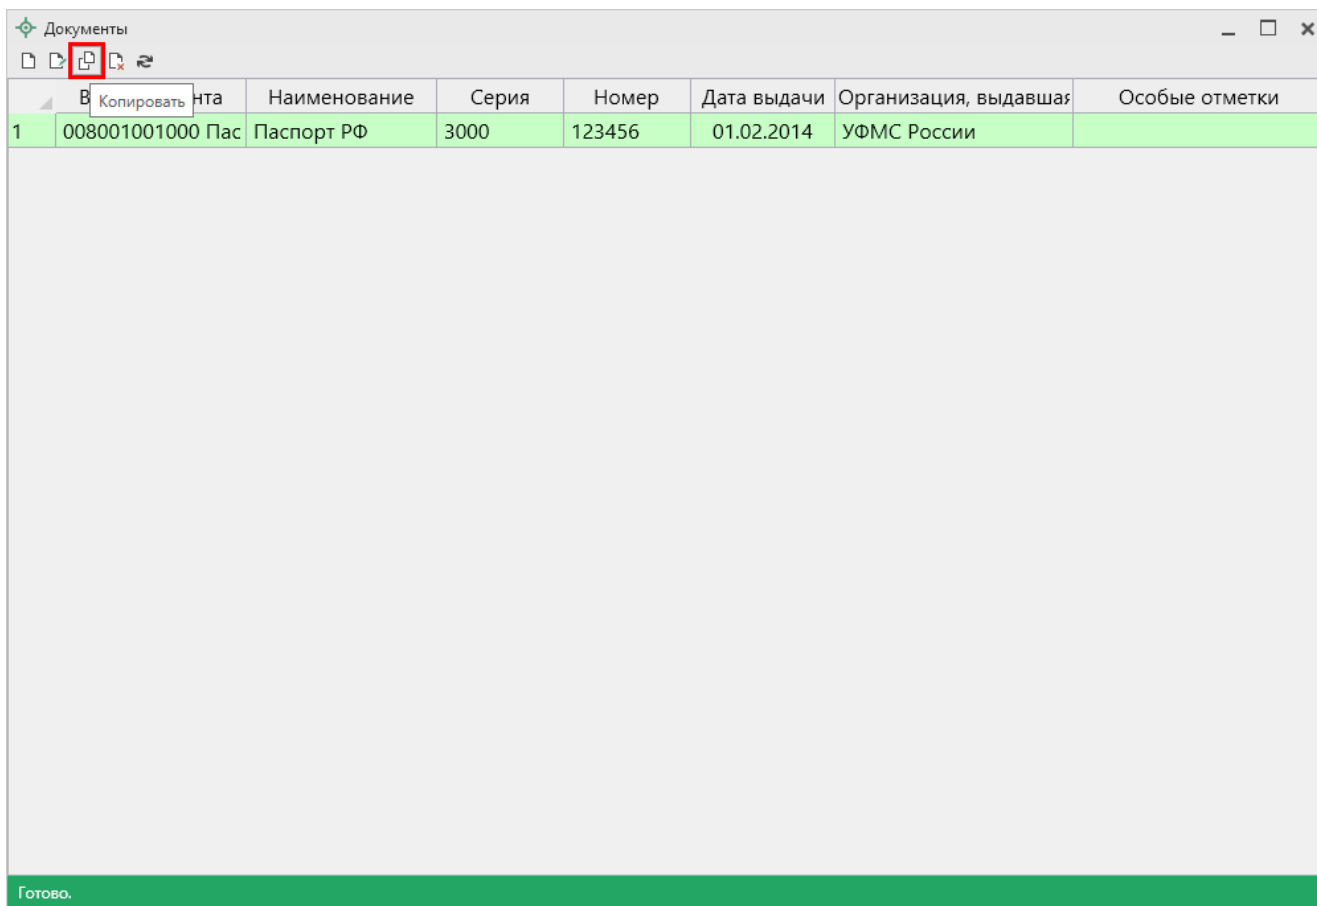 Документы
В Копировать нта Наименование Серия Номер Дата выдачи Организация, выдавшая Особые отметки
1 008001001000 Пас Паспорт РФ 3000 123456 01.02.2014 УФМС России
Готово.